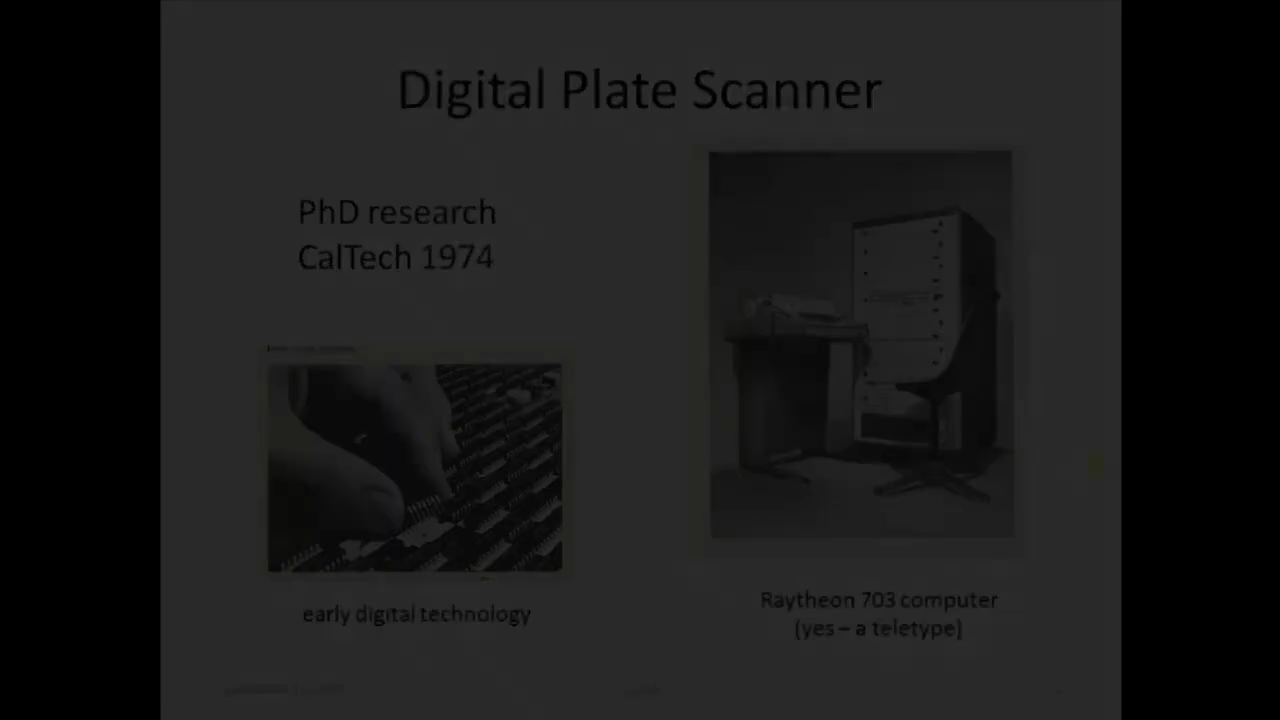 Digital Plate Scanner
PhD research
CalTech 1974
early digital technology
Raytheon 703 computer
(yes – a teletype)